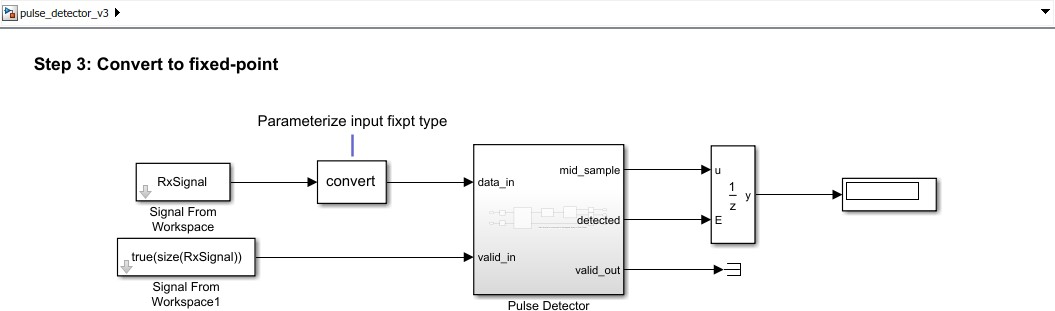 pulse_detector_v3
Step 3: Convert to fixed-point
Parameterize input fixpt type
RxSignal
Signal From
Workspace
convert
true(size(RxSignal))
Signal From
Workspace1
data_in
valid_in
mid_sample
detected
valid_out
Pulse Detector
u
E
1
z
y